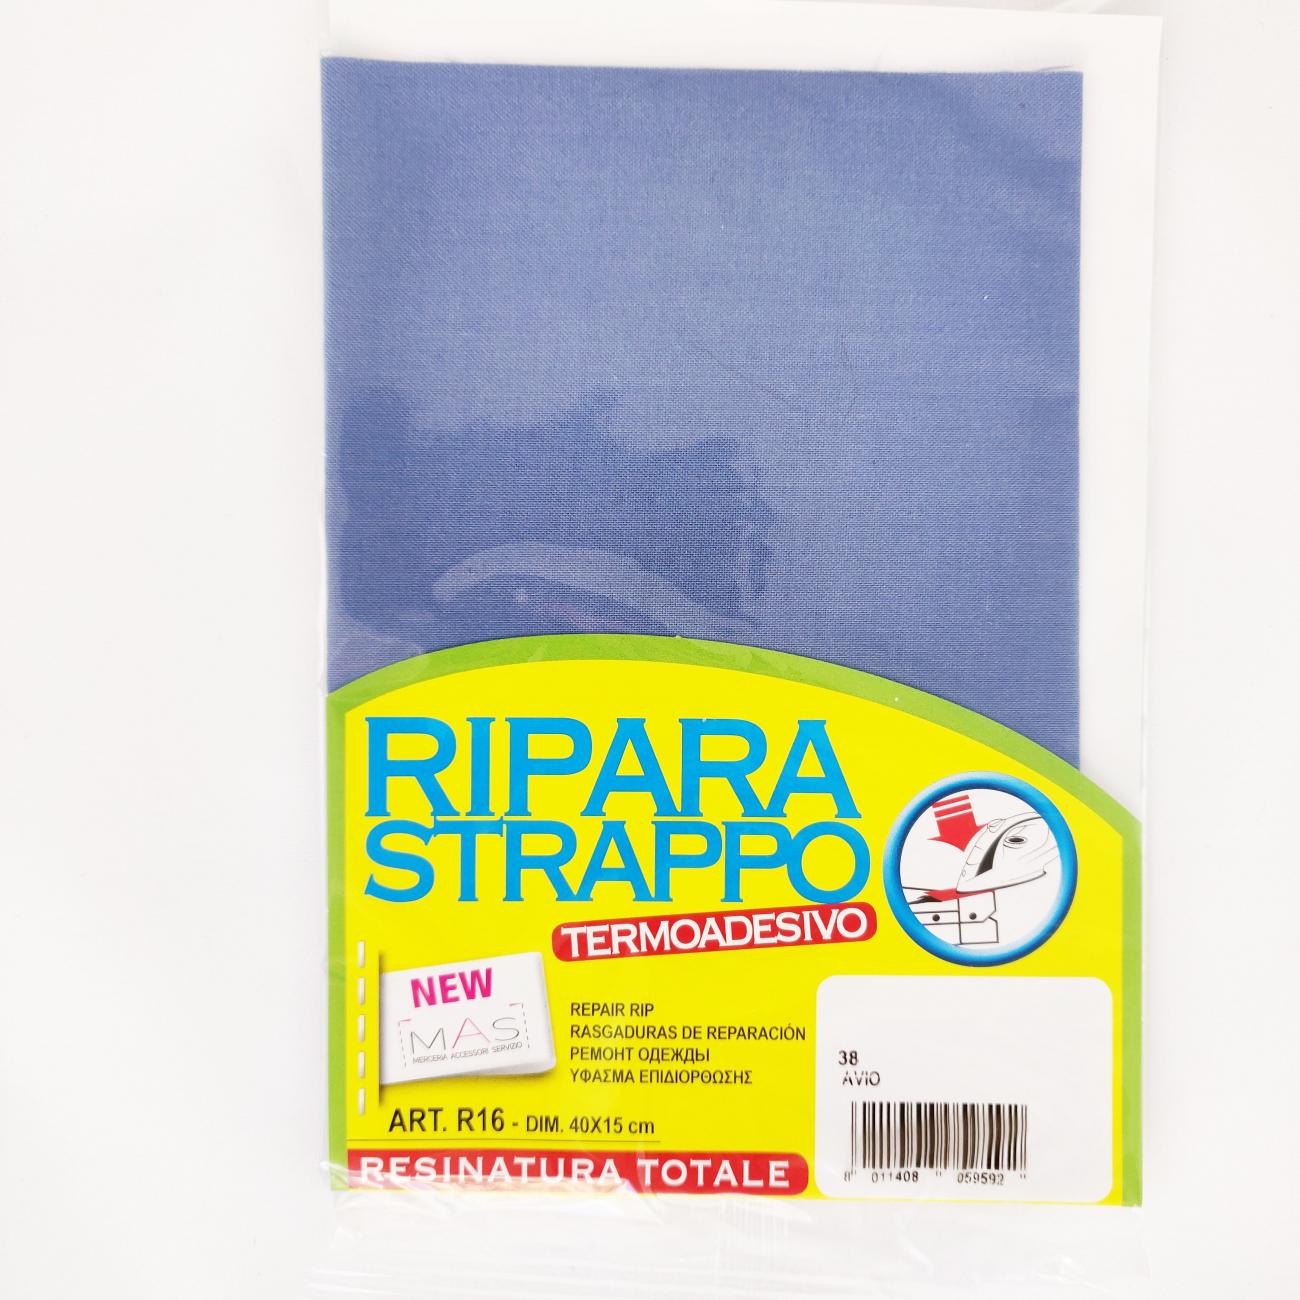 RIPARA
STRAPPO
TERMOADESIVO
NEW
MAS
MERCERIA ACCESSORI SERVIZIO
REPAIR RIP
RASGADURAS DE REPARACIÓN
РЕМОНТ ОДЕЖДЫ
ΥΦΑΣΜΑ ΕΠΙΔΙΟΡΘΩΣΗΣ
ART. R16 - DIM. 40X15 cm
RESINATURA TOTALE
38
AVIO
8 011408 059592